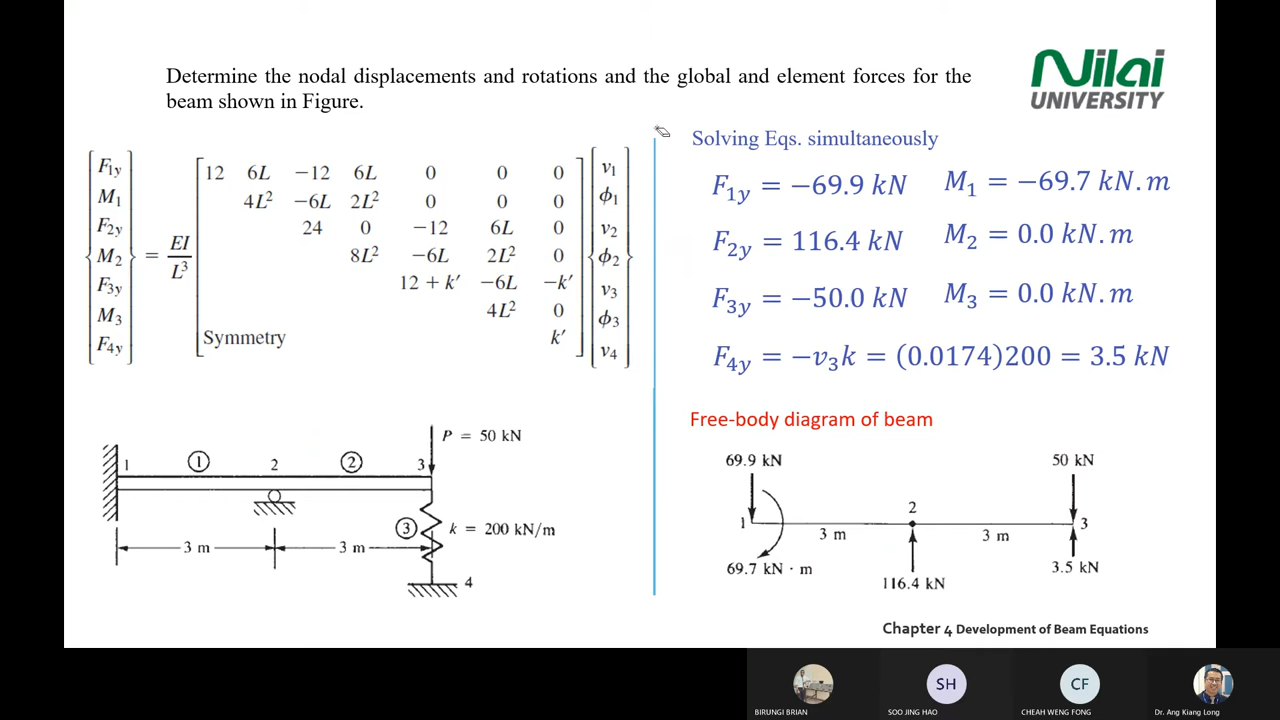 Determine the nodal displacements and rotations and the global and element forces for the
beam shown in Figure.
Nilai
UNIVERSITY
F1y
M1
F2y
M2
F3y
M3
F4y
= EI/L³
12 6L −12 6L 0 0 0
4L² −6L 2L² 0 0 0
24 0 −12 6L 0
8L² −6L 2L² 0
12 + k′ −6L −k′
4L² 0
Symmetry k′
v1
ϕ1
v2
ϕ2
v3
ϕ3
v4
1 ① 2 ② 3
P = 50 kN
③ k = 200 kN/m
3 m 3 m
4
Solving Eqs. simultaneously
F1y = −69.9 kN M1 = −69.7 kN.m
F2y = 116.4 kN M2 = 0.0 kN.m
F3y = −50.0 kN M3 = 0.0 kN.m
F4y = −v3k = (0.0174)200 = 3.5 kN
Free-body diagram of beam
69.9 kN 50 kN
1 2 3
3 m 3 m
69.7 kN · m 116.4 kN 3.5 kN
Chapter 4 Development of Beam Equations
SH CF
BIRUNGI BRIAN SOO JING HAO CHEAH WENG FONG Dr. Ang Kiang Long